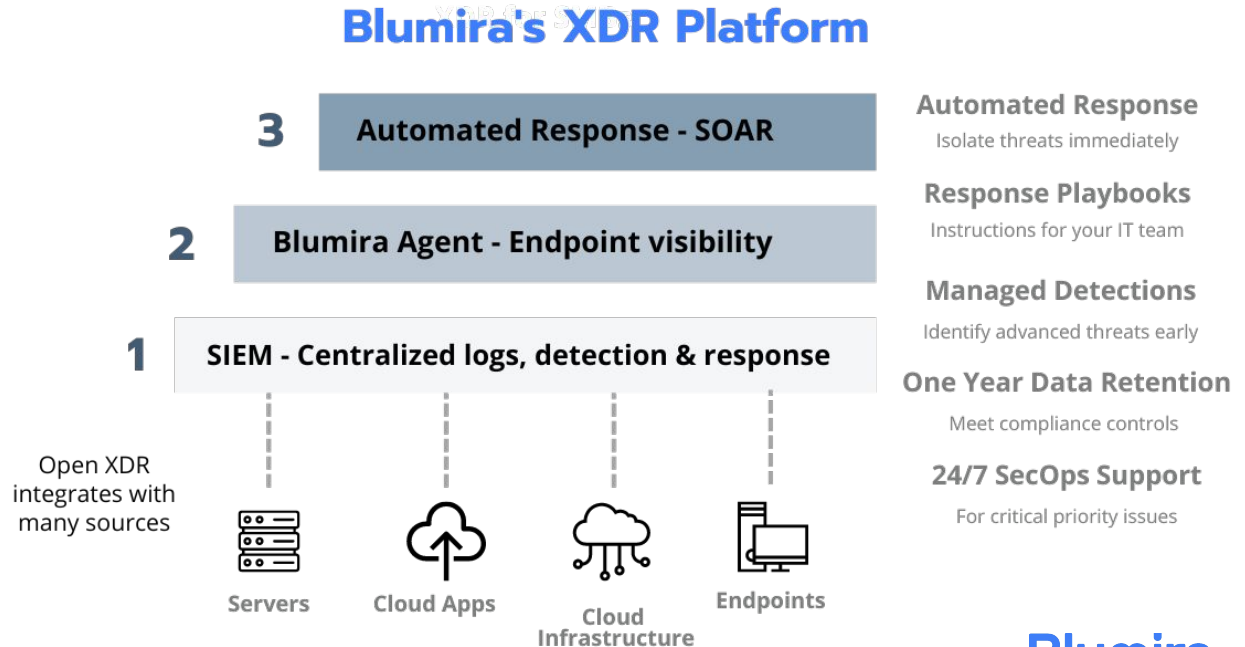 Blumira's XDR Platform
3
Automated Response - SOAR
2
Blumira Agent - Endpoint visibility
1
SIEM - Centralized logs, detection & response
Open XDR
integrates with
many sources
Servers
Cloud Apps
Cloud
Infrastructure
Endpoints
Automated Response
Isolate threats immediately
Response Playbooks
Instructions for your IT team
Managed Detections
Identify advanced threats early
One Year Data Retention
Meet compliance controls
24/7 SecOps Support
For critical priority issues
Blumira